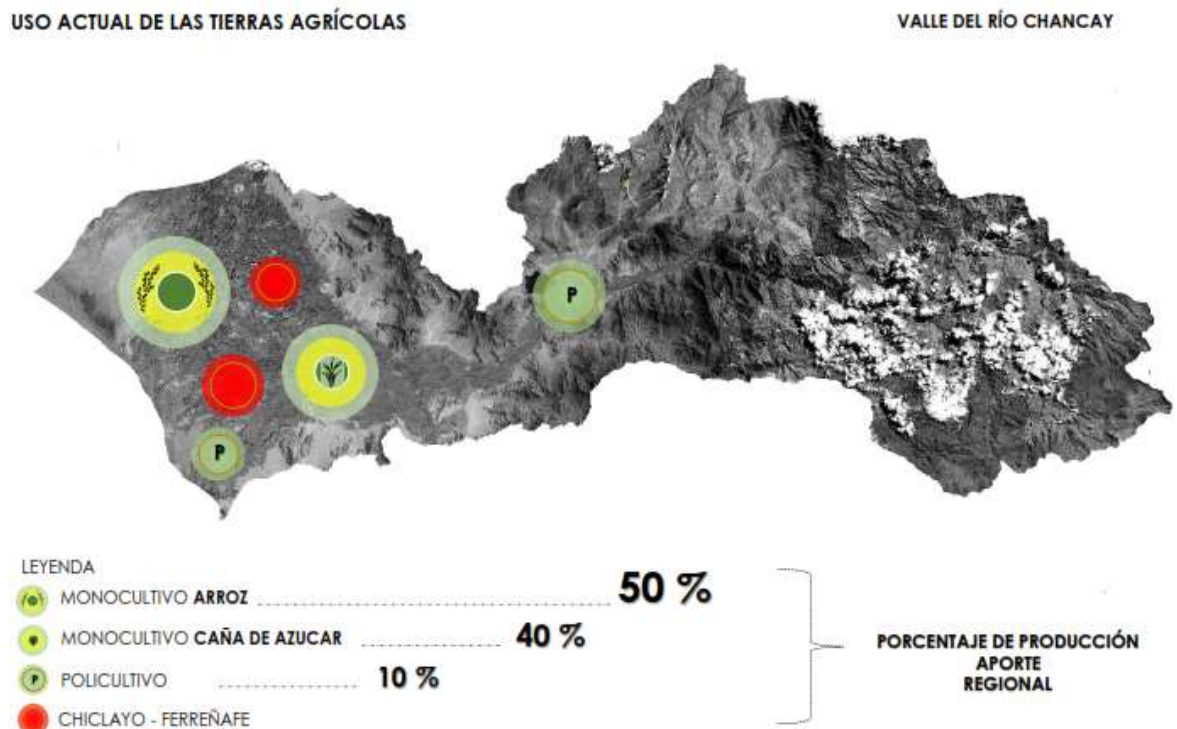 USO ACTUAL DE LAS TIERRAS AGRÍCOLAS
VALLE DEL RÍO CHANCAY
P
P
LEYENDA
MONOCULTIVO ARROZ 50 %
MONOCULTIVO CAÑA DE AZUCAR 40 %
P POLICULTIVO 10 %
CHICLAYO - FERREÑAFE
PORCENTAJE DE PRODUCCIÓN
APORTE
REGIONAL